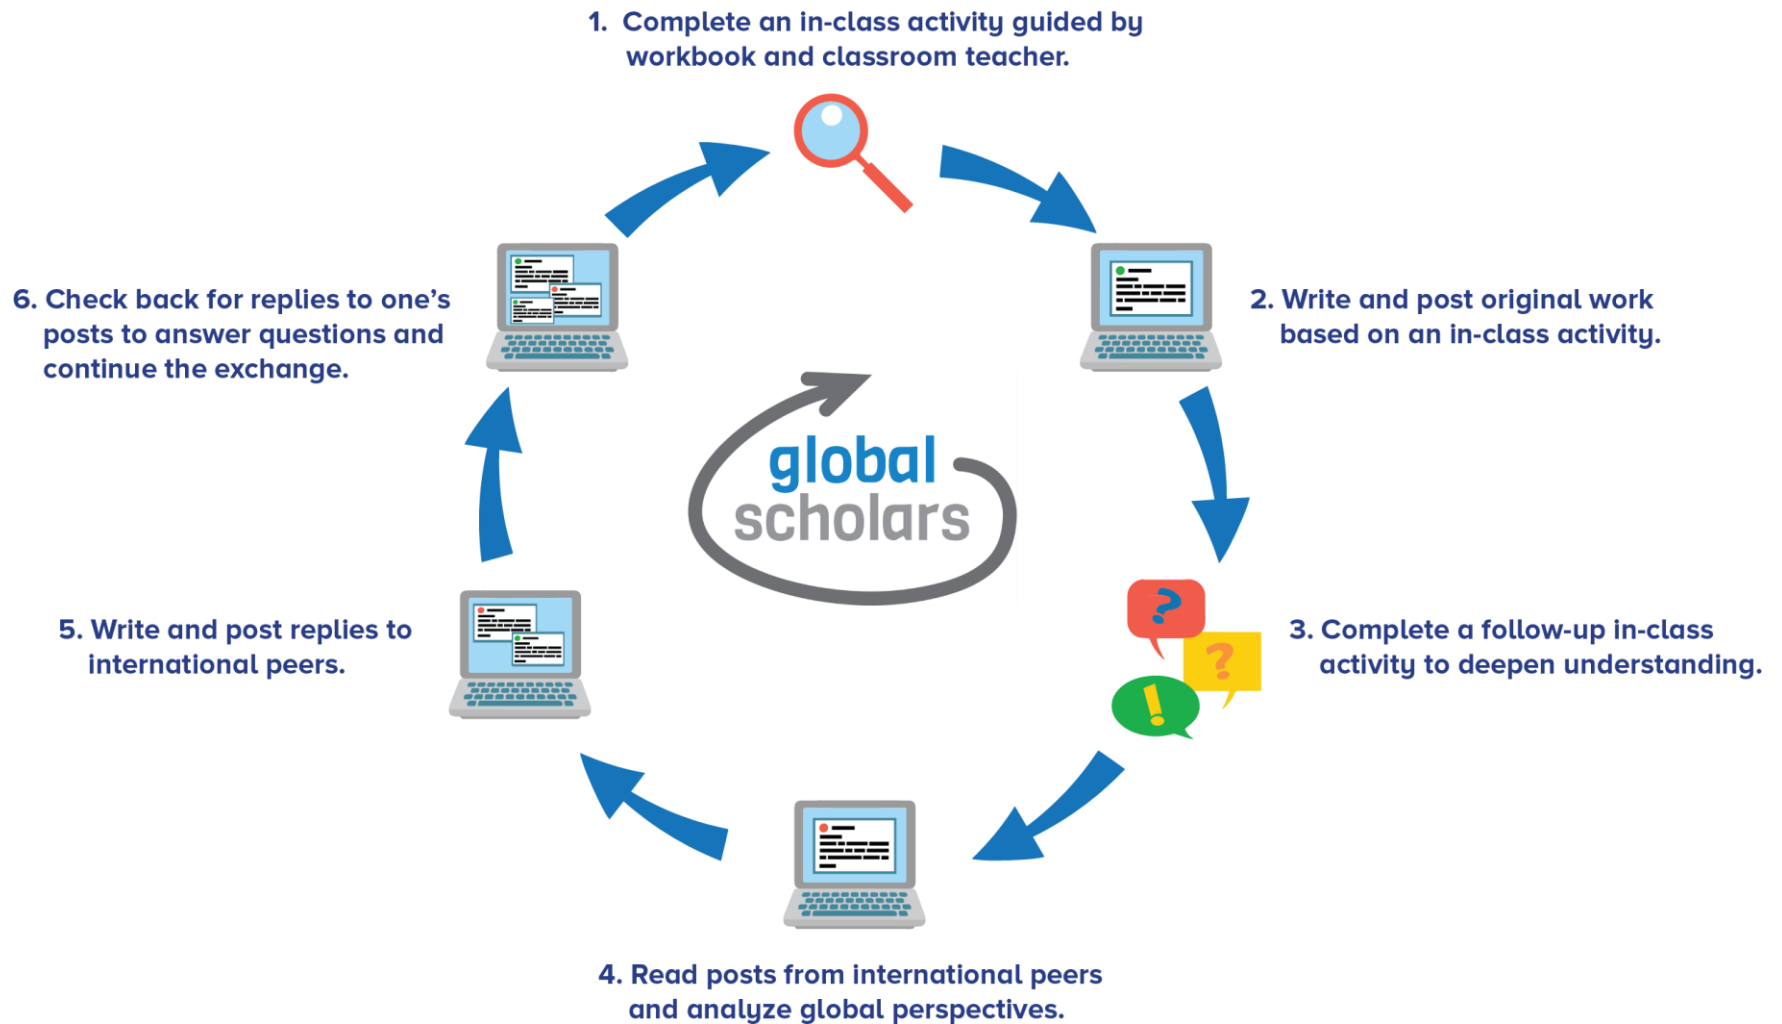 1. Complete an in-class activity guided by
workbook and classroom teacher.
2. Write and post original work
based on an in-class activity.
3. Complete a follow-up in-class
activity to deepen understanding.
4. Read posts from international peers
and analyze global perspectives.
5. Write and post replies to
international peers.
6. Check back for replies to one’s
posts to answer questions and
continue the exchange.
global
scholars
?
?
!